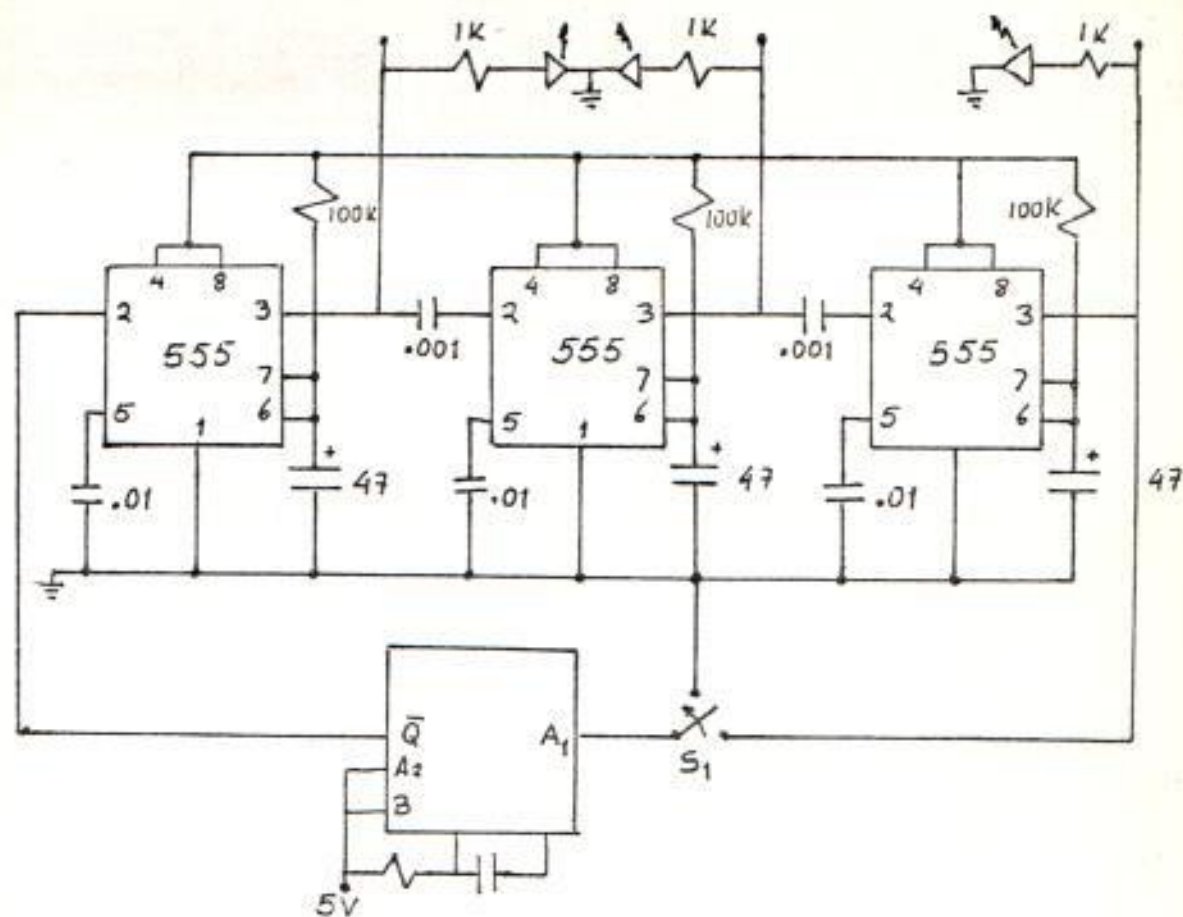 1K 1K 1K
100K 100K 100K
4 8 4 8 4 8
2 3 2 3 2 3
.001 .001
555 555 555
7 7 7
5 6 5 6 5 6
1 1
.01 47 .01 47 .01 47
+ + +
Q̅ A1
A2
B
S1
5V